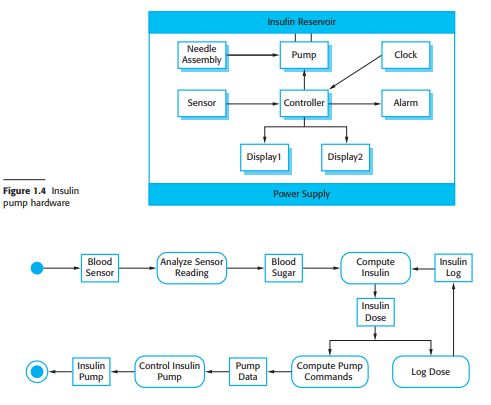 Insulin Reservoir
Needle
Assembly
Pump
Clock
Sensor
Controller
Alarm
Display1
Display2
Power Supply
Figure 1.4 Insulin
pump hardware
Blood
Sensor
Analyze Sensor
Reading
Blood
Sugar
Compute
Insulin
Insulin
Log
Insulin
Dose
Insulin
Pump
Control Insulin
Pump
Pump
Data
Compute Pump
Commands
Log Dose